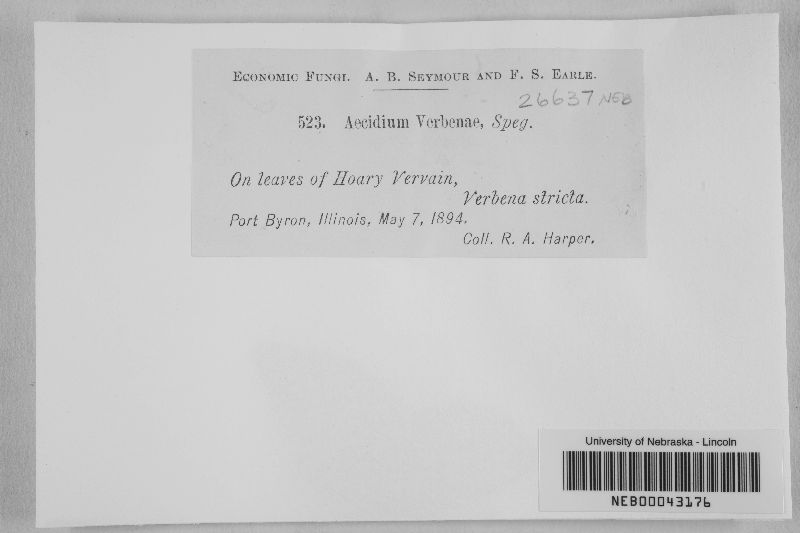 Economic Fungi. A. B. Seymour and F. S. Earle.
26637 NEB
523. Aecidium Verbenae, Speg.
On leaves of Hoary Vervain,
Verbena stricta.
Port Byron, Illinois, May 7, 1894.
Coll. R. A. Harper.
University of Nebraska - Lincoln
NEB00043176